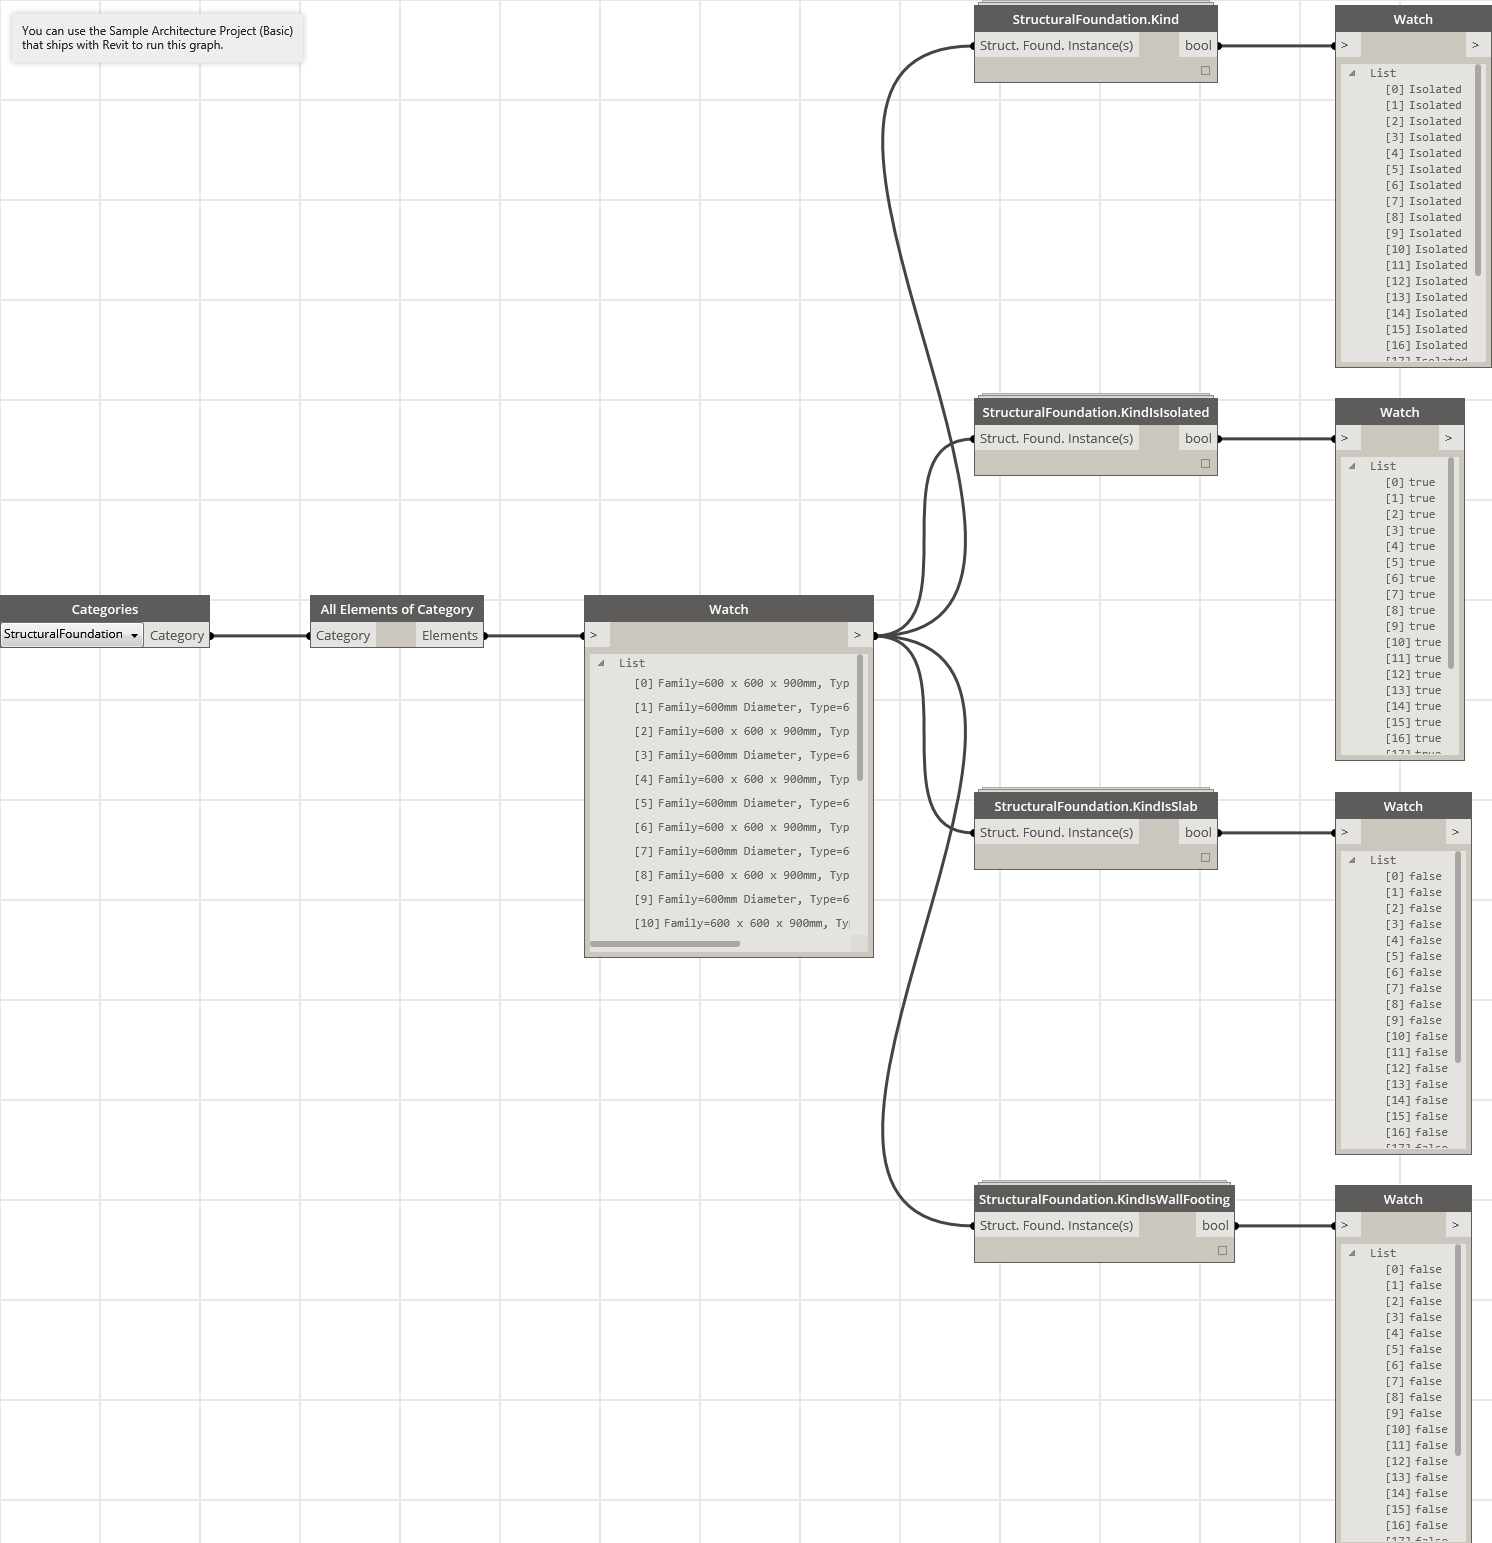 You can use the Sample Architecture Project (Basic)
that ships with Revit to run this graph.
Categories
StructuralFoundation
Category
All Elements of Category
Category
Elements
Watch
>
>
List
[0] Family=600 x 600 x 900mm, Typ
[1] Family=600mm Diameter, Type=6
[2] Family=600 x 600 x 900mm, Typ
[3] Family=600mm Diameter, Type=6
[4] Family=600 x 600 x 900mm, Typ
[5] Family=600mm Diameter, Type=6
[6] Family=600 x 600 x 900mm, Typ
[7] Family=600mm Diameter, Type=6
[8] Family=600 x 600 x 900mm, Typ
[9] Family=600mm Diameter, Type=6
[10] Family=600 x 600 x 900mm, Ty
StructuralFoundation.Kind
Struct. Found. Instance(s)
bool
Watch
>
>
List
[0] Isolated
[1] Isolated
[2] Isolated
[3] Isolated
[4] Isolated
[5] Isolated
[6] Isolated
[7] Isolated
[8] Isolated
[9] Isolated
[10] Isolated
[11] Isolated
[12] Isolated
[13] Isolated
[14] Isolated
[15] Isolated
[16] Isolated
[17] Isolated
StructuralFoundation.KindIsIsolated
Struct. Found. Instance(s)
bool
Watch
>
>
List
[0] true
[1] true
[2] true
[3] true
[4] true
[5] true
[6] true
[7] true
[8] true
[9] true
[10] true
[11] true
[12] true
[13] true
[14] true
[15] true
[16] true
[17] true
StructuralFoundation.KindIsSlab
Struct. Found. Instance(s)
bool
Watch
>
>
List
[0] false
[1] false
[2] false
[3] false
[4] false
[5] false
[6] false
[7] false
[8] false
[9] false
[10] false
[11] false
[12] false
[13] false
[14] false
[15] false
[16] false
[17] false
StructuralFoundation.KindIsWallFooting
Struct. Found. Instance(s)
bool
Watch
>
>
List
[0] false
[1] false
[2] false
[3] false
[4] false
[5] false
[6] false
[7] false
[8] false
[9] false
[10] false
[11] false
[12] false
[13] false
[14] false
[15] false
[16] false
[17] false